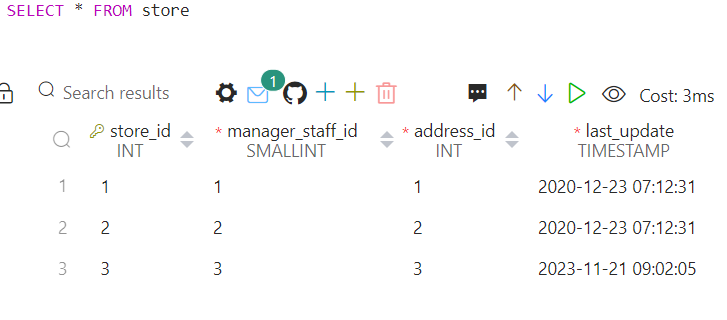 SELECT * FROM store
Search results
1
Cost: 3ms
* store_id * manager_staff_id * address_id * last_update
INT SMALLINT INT TIMESTAMP
1 1 1 1 2020-12-23 07:12:31
2 2 2 2 2020-12-23 07:12:31
3 3 3 3 2023-11-21 09:02:05